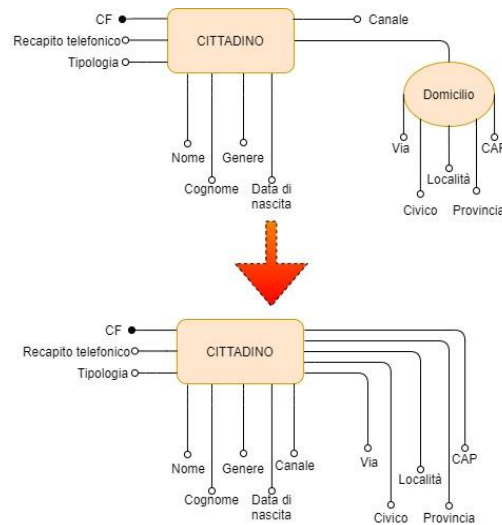 CF
Canale
Recapito telefonico
CITTADINO
Tipologia
Domicilio
Nome
Genere
Via
CAP
Cognome
Data di
nascita
Località
Civico
Provincia
CF
Recapito telefonico
CITTADINO
Tipologia
Nome
Genere
Canale
Via
CAP
Cognome
Data di
nascita
Località
Civico
Provincia